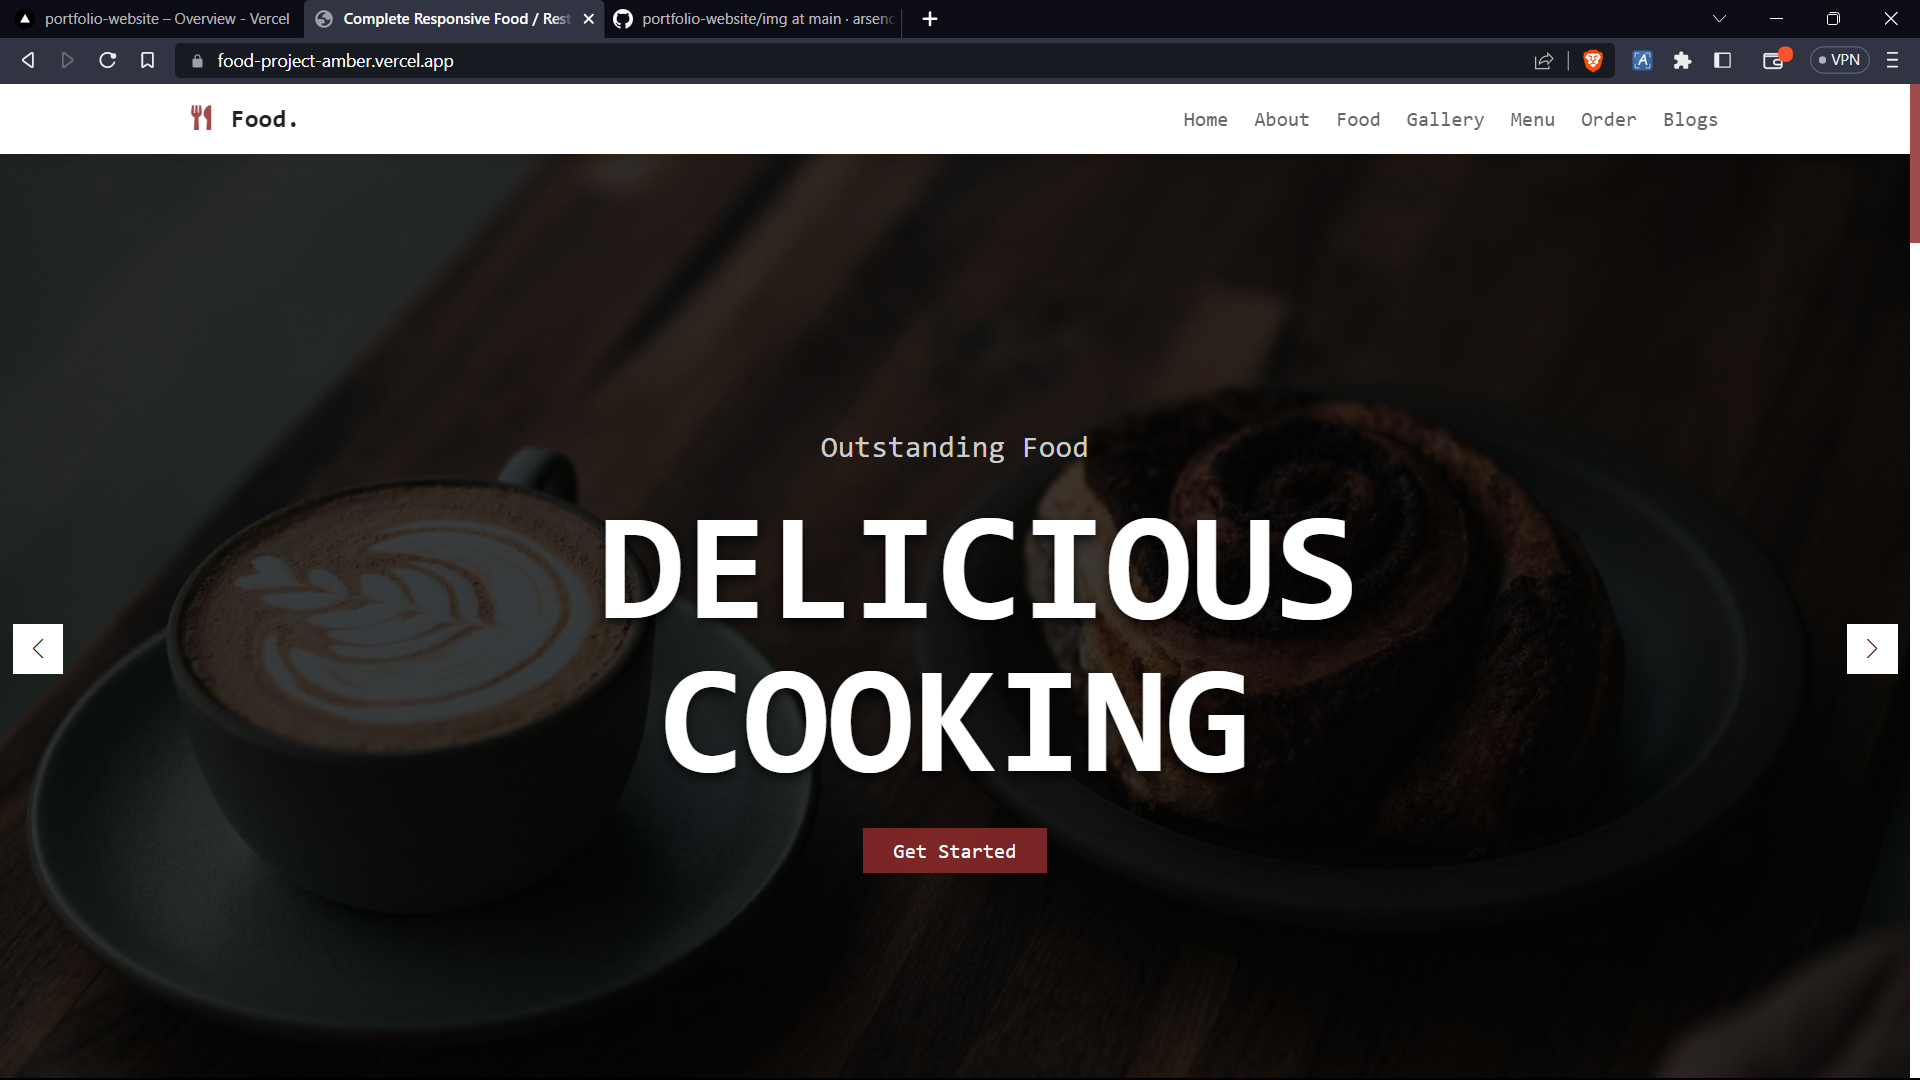 portfolio-website – Overview - Vercel
Complete Responsive Food / Rest
portfolio-website/img at main · arsenc
food-project-amber.vercel.app
VPN
Food.
Home About Food Gallery Menu Order Blogs
Outstanding Food
DELICIOUS
COOKING
Get Started